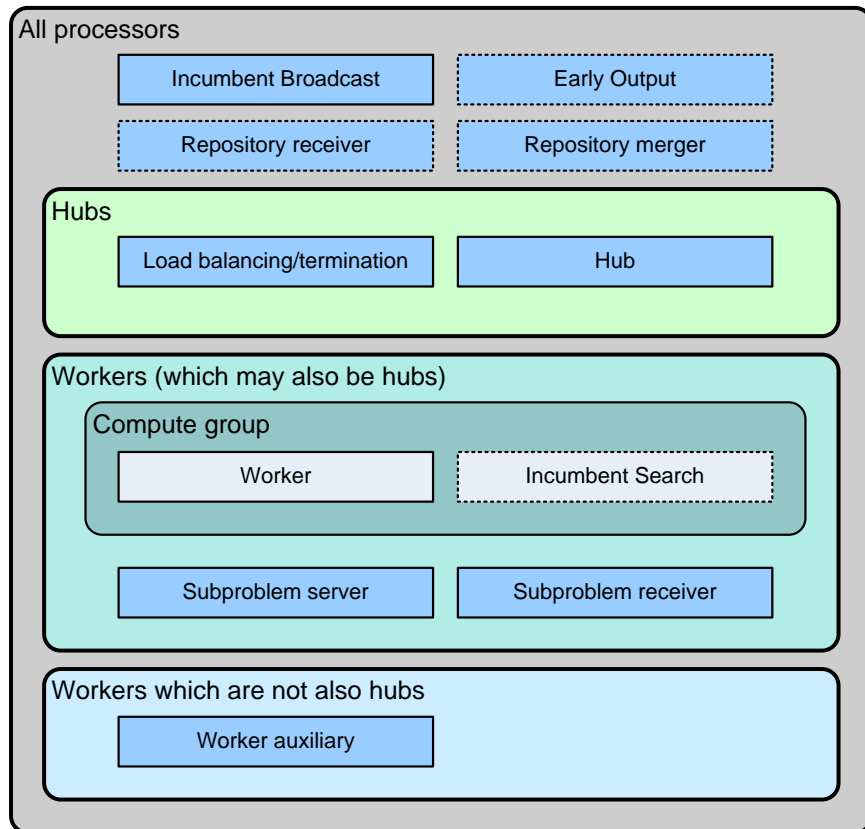 All processors
Incumbent Broadcast
Early Output
Repository receiver
Repository merger
Hubs
Load balancing/termination
Hub
Workers (which may also be hubs)
Compute group
Worker
Incumbent Search
Subproblem server
Subproblem receiver
Workers which are not also hubs
Worker auxiliary